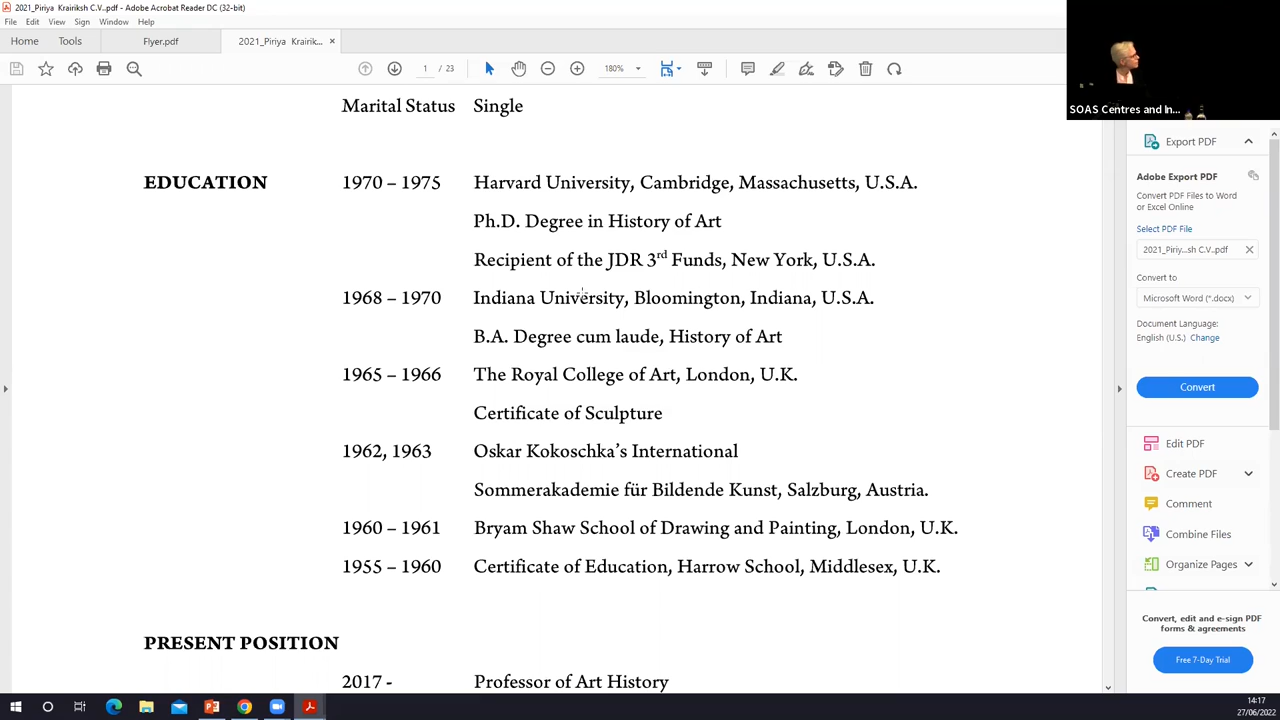 2021_Piriya Krairiksh C.V..pdf - Adobe Acrobat Reader DC (32-bit)
File Edit View Sign Window Help
Home Tools Flyer.pdf 2021_Piriya Krairik... ×
1 / 23 180%
SOAS Centres and In...
Marital Status Single
EDUCATION 1970 – 1975 Harvard University, Cambridge, Massachusetts, U.S.A.
Ph.D. Degree in History of Art
Recipient of the JDR 3rd Funds, New York, U.S.A.
1968 – 1970 Indiana University, Bloomington, Indiana, U.S.A.
B.A. Degree cum laude, History of Art
1965 – 1966 The Royal College of Art, London, U.K.
Certificate of Sculpture
1962, 1963 Oskar Kokoschka’s International
Sommerakademie für Bildende Kunst, Salzburg, Austria.
1960 – 1961 Bryam Shaw School of Drawing and Painting, London, U.K.
1955 – 1960 Certificate of Education, Harrow School, Middlesex, U.K.
PRESENT POSITION
2017 - Professor of Art History
Export PDF
Adobe Export PDF
Convert PDF Files to Word
or Excel Online
Select PDF File
2021_Piriy...sh C.V..pdf ×
Convert to
Microsoft Word (*.docx)
Document Language:
English (U.S.) Change
Convert
Edit PDF
Create PDF
Comment
Combine Files
Organize Pages
Convert, edit and e-sign PDF
forms & agreements
Free 7-Day Trial
14:17
27/06/2022